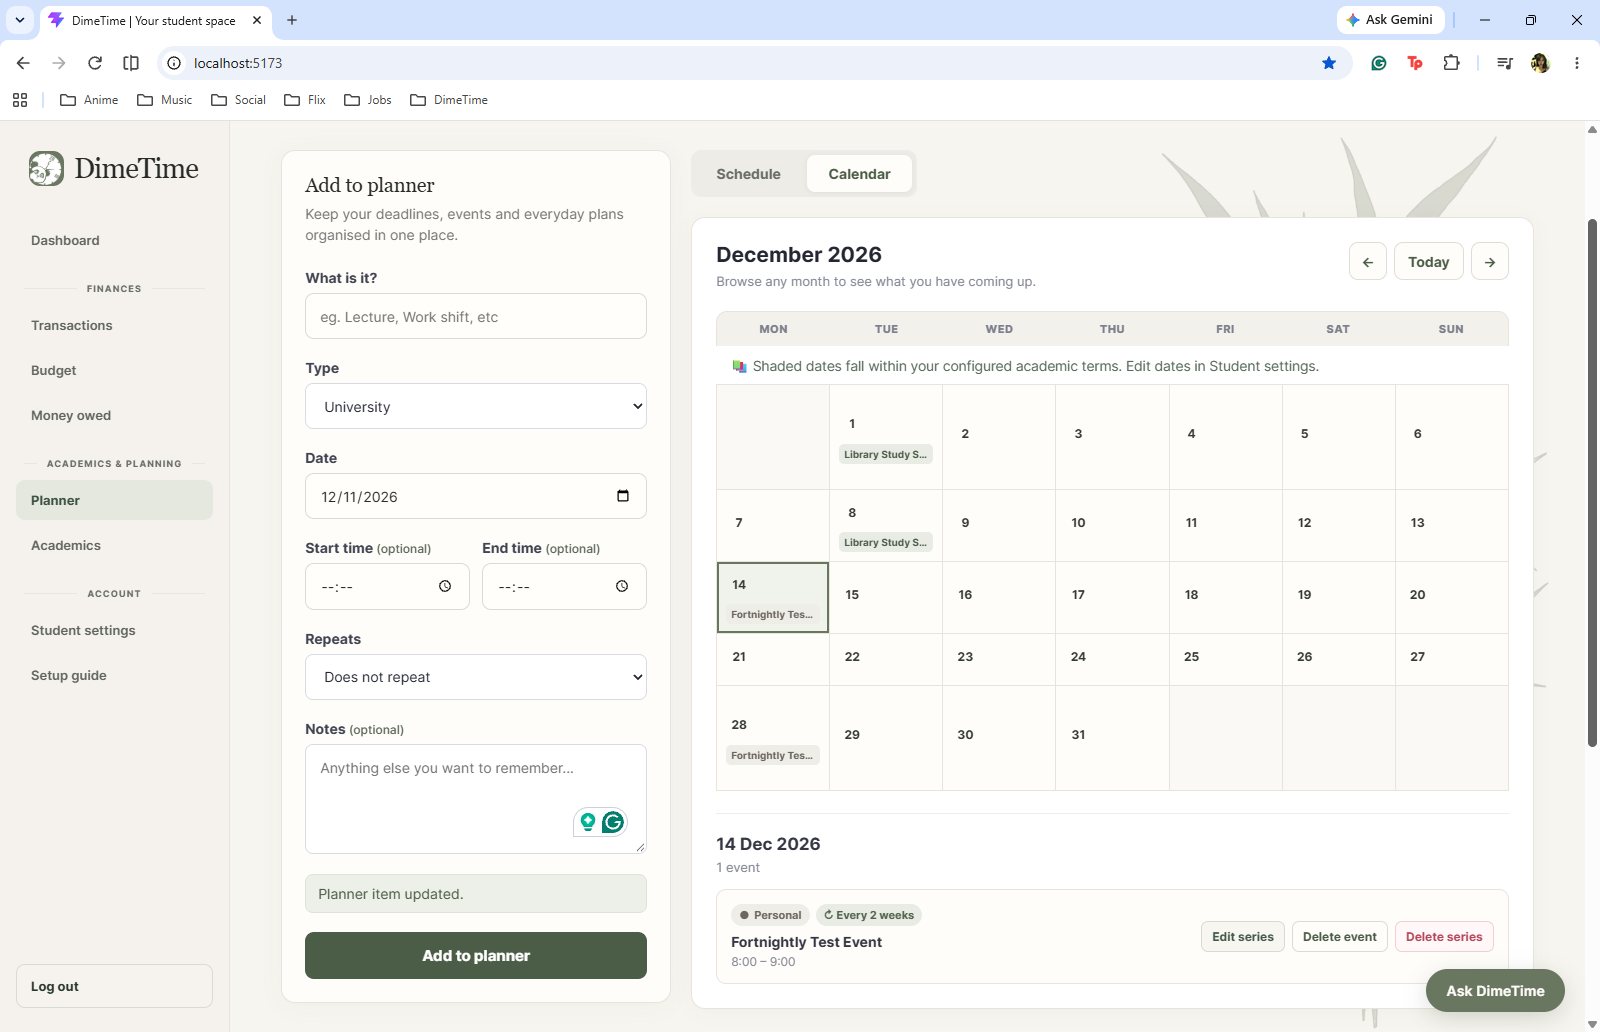 DimeTime | Your student space
Ask Gemini
localhost:5173
Anime
Music
Social
Flix
Jobs
DimeTime
DimeTime
Dashboard
FINANCES
Transactions
Budget
Money owed
ACADEMICS & PLANNING
Planner
Academics
ACCOUNT
Student settings
Setup guide
Log out
Add to planner
Keep your deadlines, events and everyday plans
organised in one place.
What is it?
eg. Lecture, Work shift, etc
Type
University
Date
12/11/2026
Start time (optional)
End time (optional)
--:--
--:--
Repeats
Does not repeat
Notes (optional)
Anything else you want to remember...
Planner item updated.
Add to planner
Schedule
Calendar
December 2026
Browse any month to see what you have coming up.
←
Today
→
MON TUE WED THU FRI SAT SUN
Shaded dates fall within your configured academic terms. Edit dates in Student settings.
1 2 3 4 5 6
Library Study S...
7 8 9 10 11 12 13
Library Study S...
14 15 16 17 18 19 20
Fortnightly Tes...
21 22 23 24 25 26 27
28 29 30 31
Fortnightly Tes...
14 Dec 2026
1 event
Personal
↻ Every 2 weeks
Fortnightly Test Event
8:00 – 9:00
Edit series
Delete event
Delete series
Ask DimeTime